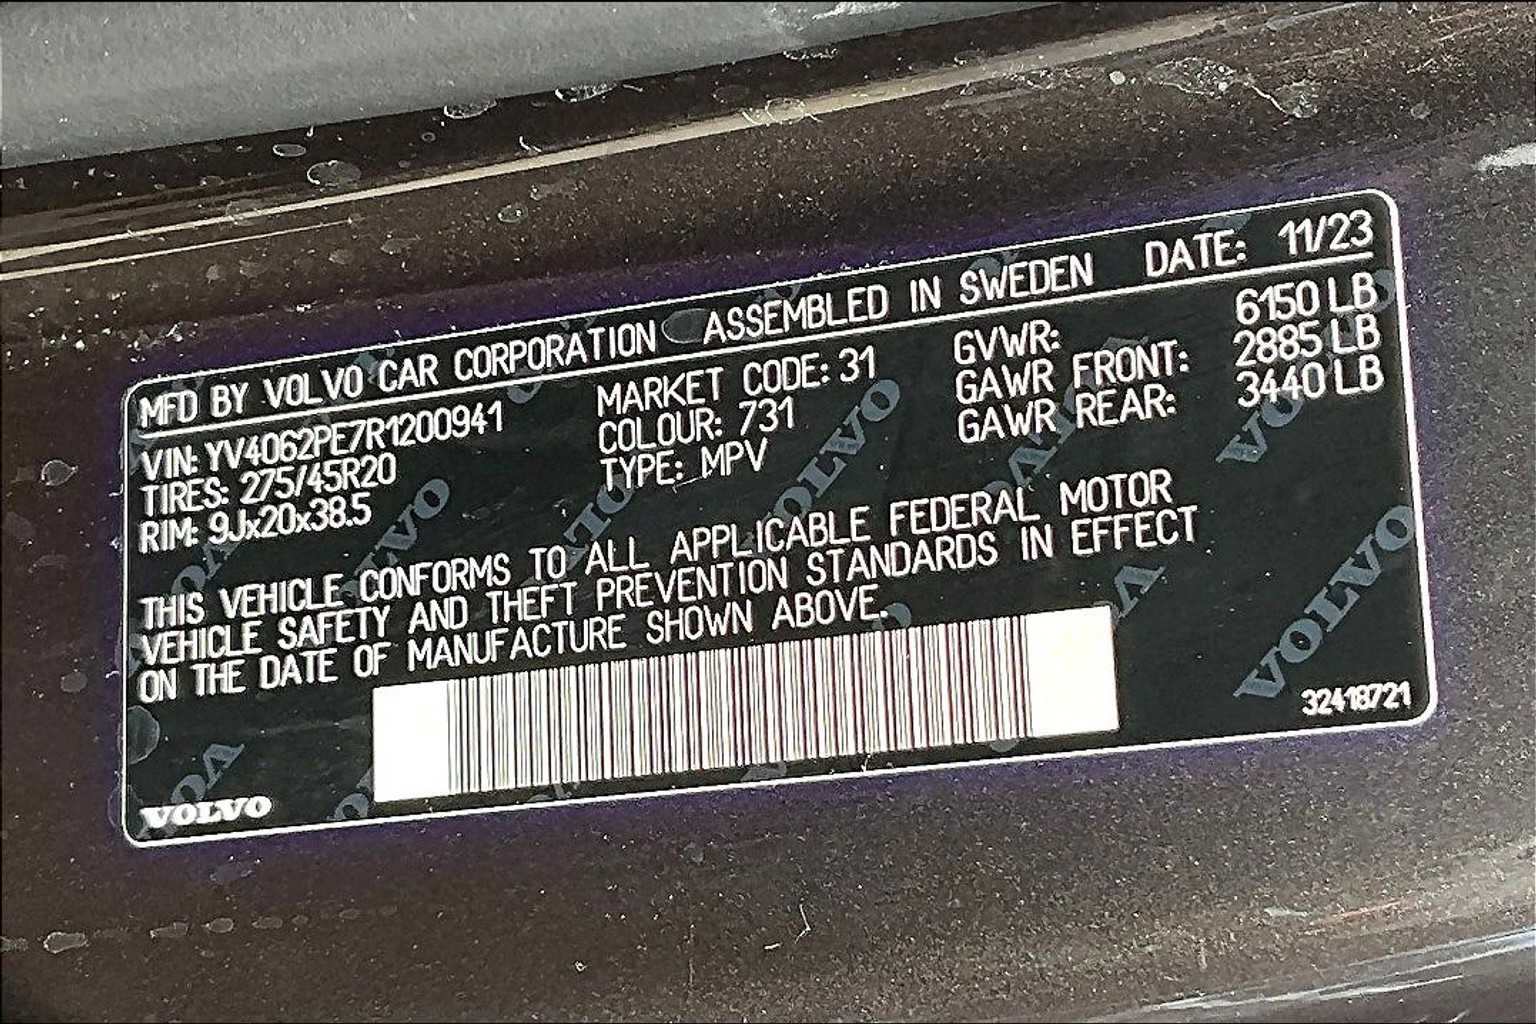 MFD BY VOLVO CAR CORPORATION ASSEMBLED IN SWEDEN DATE: 11/23
VIN: YV4062PE7R1200941 MARKET CODE: 31 GVWR: 6150 LB
TIRES: 275/45R20 COLOUR: 731 GAWR FRONT: 2885 LB
RIM: 9Jx20x38.5 TYPE: MPV GAWR REAR: 3440 LB
THIS VEHICLE CONFORMS TO ALL APPLICABLE FEDERAL MOTOR
VEHICLE SAFETY AND THEFT PREVENTION STANDARDS IN EFFECT
ON THE DATE OF MANUFACTURE SHOWN ABOVE.
VOLVO 32418721